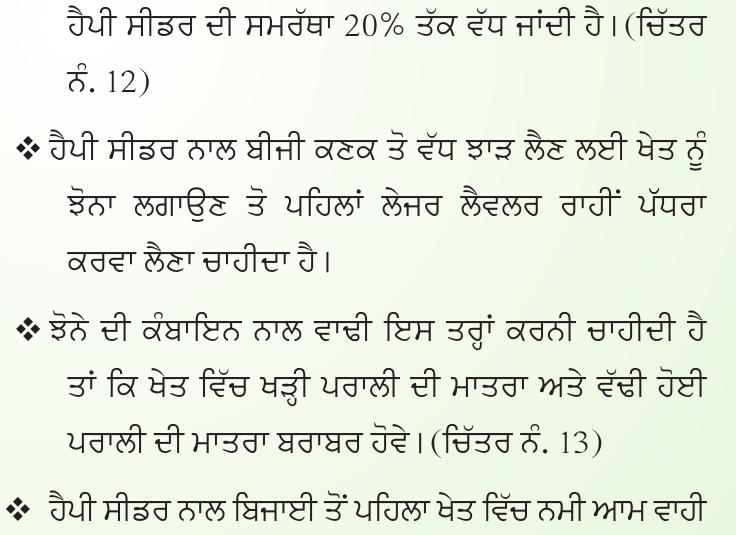 ਹੈਪੀ ਸੀਡਰ ਦੀ ਸਮਰੱਥਾ 20% ਤੱਕ ਵੱਧ ਜਾਂਦੀ ਹੈ। (ਚਿੱਤਰ
ਨੰ. 12)
❖ ਹੈਪੀ ਸੀਡਰ ਨਾਲ ਬੀਜੀ ਕਣਕ ਤੋ ਵੱਧ ਝਾੜ ਲੈਣ ਲਈ ਖੇਤ ਨੂੰ
ਝੋਨਾ ਲਗਾਉਣ ਤੋ ਪਹਿਲਾਂ ਲੇਜਰ ਲੈਵਲਰ ਰਾਹੀਂ ਪੱਧਰਾ
ਕਰਵਾ ਲੈਣਾ ਚਾਹੀਦਾ ਹੈ।
❖ ਝੋਨੇ ਦੀ ਕੰਬਾਇਨ ਨਾਲ ਵਾਢੀ ਇਸ ਤਰ੍ਹਾਂ ਕਰਨੀ ਚਾਹੀਦੀ ਹੈ
ਤਾਂ ਕਿ ਖੇਤ ਵਿੱਚ ਖੜ੍ਹੀ ਪਰਾਲੀ ਦੀ ਮਾਤਰਾ ਅਤੇ ਵੱਢੀ ਹੋਈ
ਪਰਾਲੀ ਦੀ ਮਾਤਰਾ ਬਰਾਬਰ ਹੋਵੇ। (ਚਿੱਤਰ ਨੰ. 13)
❖ ਹੈਪੀ ਸੀਡਰ ਨਾਲ ਬਿਜਾਈ ਤੋਂ ਪਹਿਲਾ ਖੇਤ ਵਿੱਚ ਨਮੀ ਆਮ ਵਾਹੀ